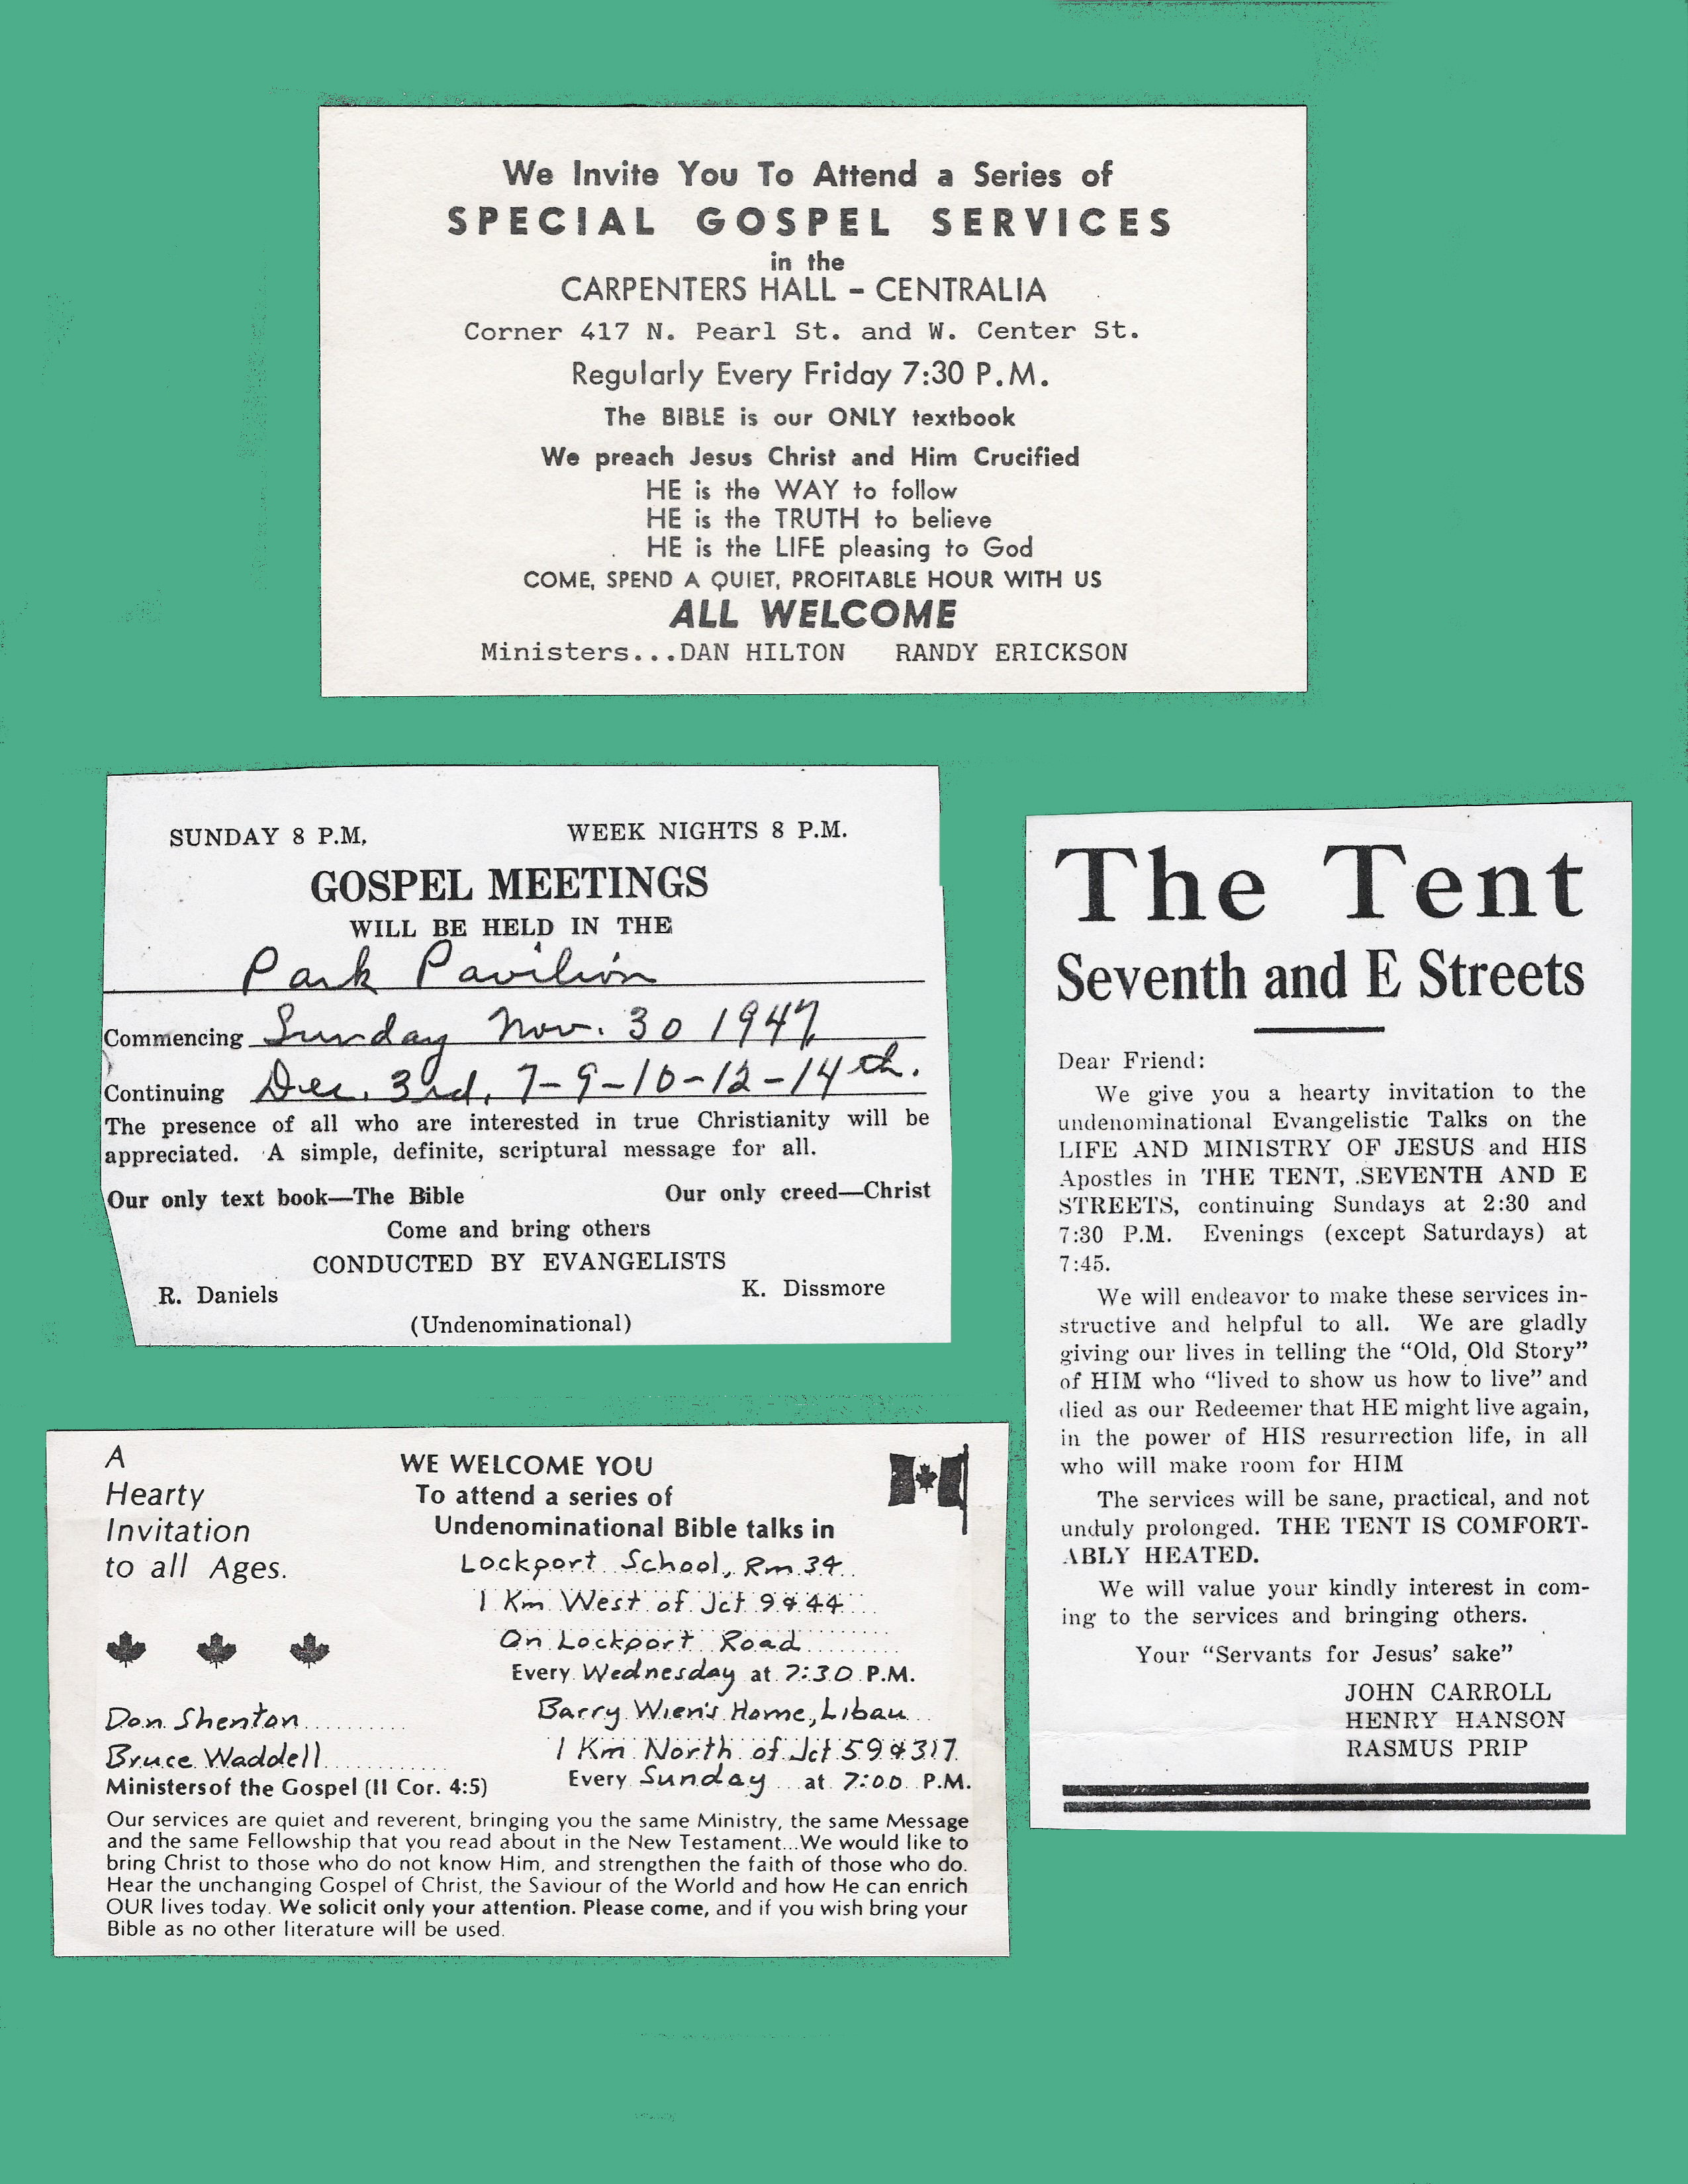 We Invite You To Attend a Series of
SPECIAL GOSPEL SERVICES
in the
CARPENTERS HALL - CENTRALIA
Corner 417 N. Pearl St. and W. Center St.
Regularly Every Friday 7:30 P.M.
The BIBLE is our ONLY textbook
We preach Jesus Christ and Him Crucified
HE is the WAY to follow
HE is the TRUTH to believe
HE is the LIFE pleasing to God
COME, SPEND A QUIET, PROFITABLE HOUR WITH US
ALL WELCOME
Ministers...DAN HILTON RANDY ERICKSON
SUNDAY 8 P.M. WEEK NIGHTS 8 P.M.
GOSPEL MEETINGS
WILL BE HELD IN THE
Park Pavilion
Commencing Sunday Nov. 30 1947
Continuing Dec. 3rd, 7-9-10-12-14th.
The presence of all who are interested in true Christianity will be
appreciated. A simple, definite, scriptural message for all.
Our only text book—The Bible Our only creed—Christ
Come and bring others
CONDUCTED BY EVANGELISTS
R. Daniels K. Dissmore
(Undenominational)
The Tent
Seventh and E Streets
Dear Friend:
We give you a hearty invitation to the
undenominational Evangelistic Talks on the
LIFE AND MINISTRY OF JESUS and HIS
Apostles in THE TENT, SEVENTH AND E
STREETS, continuing Sundays at 2:30 and
7:30 P.M. Evenings (except Saturdays) at
7:45.
We will endeavor to make these services in-
structive and helpful to all. We are gladly
giving our lives in telling the “Old, Old Story”
of HIM who “lived to show us how to live” and
died as our Redeemer that HE might live again,
in the power of HIS resurrection life, in all
who will make room for HIM
The services will be sane, practical, and not
unduly prolonged. THE TENT IS COMFORT-
ABLY HEATED.
We will value your kindly interest in com-
ing to the services and bringing others.
Your “Servants for Jesus’ sake”
JOHN CARROLL
HENRY HANSON
RASMUS PRIP
A
Hearty
Invitation
to all Ages.
Don Shenton
Bruce Waddell
Ministers of the Gospel (II Cor. 4:5)
WE WELCOME YOU
To attend a series of
Undenominational Bible talks in
Lockport School, Rm 34
1 Km West of Jct 9 & 44
On Lockport Road
Every Wednesday at 7:30 P.M.
Barry Wien's Home, Libau
1 Km North of Jct 59 & 317
Every Sunday at 7:00 P.M.
Our services are quiet and reverent, bringing you the same Ministry, the same Message
and the same Fellowship that you read about in the New Testament...We would like to
bring Christ to those who do not know Him, and strengthen the faith of those who do.
Hear the unchanging Gospel of Christ, the Saviour of the World and how He can enrich
OUR lives today. We solicit only your attention. Please come, and if you wish bring your
Bible as no other literature will be used.